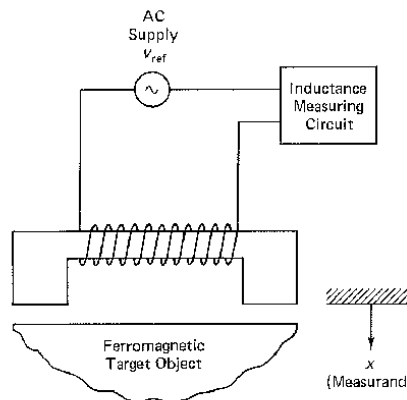 AC
Supply
v_ref
~
Inductance
Measuring
Circuit
Ferromagnetic
Target Object
x
(Measurand